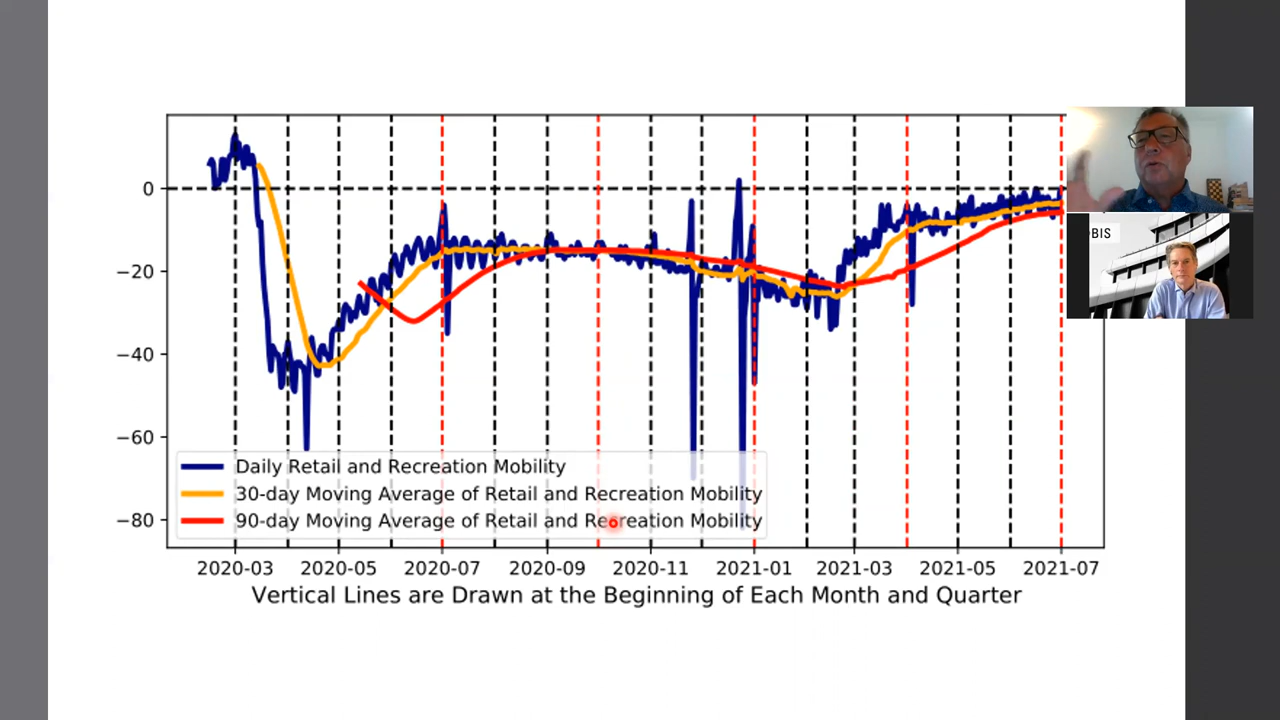 0
−20
−40
−60
−80
Daily Retail and Recreation Mobility
30-day Moving Average of Retail and Recreation Mobility
90-day Moving Average of Retail and Recreation Mobility
2020-03 2020-05 2020-07 2020-09 2020-11 2021-01 2021-03 2021-05 2021-07
Vertical Lines are Drawn at the Beginning of Each Month and Quarter
OBIS